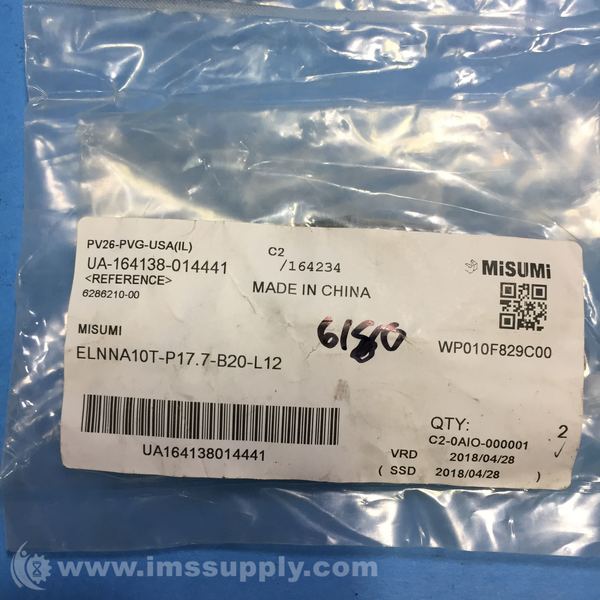 PV26-PVG-USA(IL)
C2
UA-164138-014441
/164234
MiSUMi
<REFERENCE>
MADE IN CHINA
6286210-00
MISUMI
WP010F829C00
ELNNA10T-P17.7-B20-L12
QTY: 2
C2-0AIO-000001
UA164138014441
VRD 2018/04/28
( SSD 2018/04/28 )
www.imssupply.com